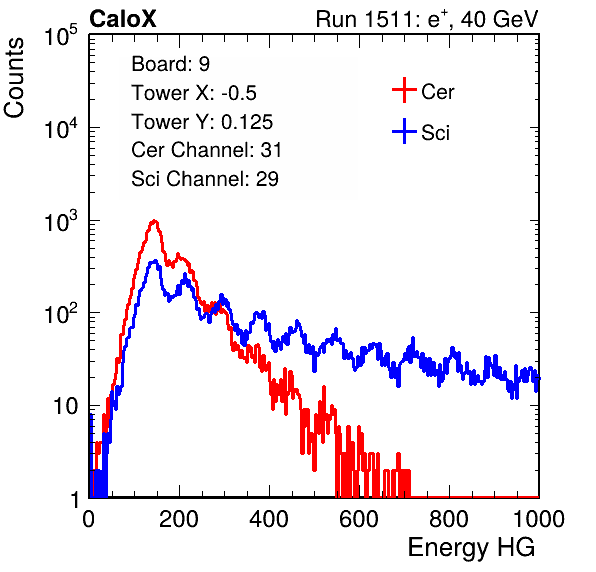 CaloX Run 1511: e⁺, 40 GeV
Counts
10⁵
10⁴
10³
10²
10
1
Board: 9
Tower X: -0.5
Tower Y: 0.125
Cer Channel: 31
Sci Channel: 29
Cer
Sci
0 200 400 600 800 1000
Energy HG